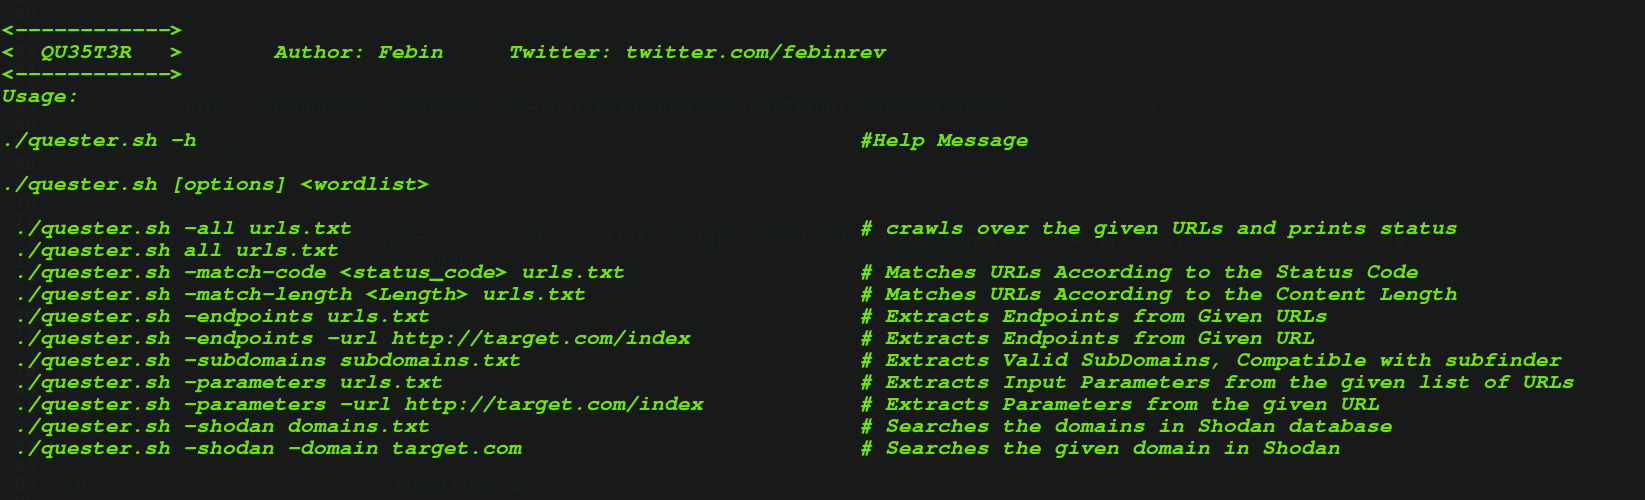 <------------>
< QU35T3R > Author: Febin Twitter: twitter.com/febinrev
<------------>
Usage:
./quester.sh -h #Help Message
./quester.sh [options] <wordlist>
./quester.sh -all urls.txt # crawls over the given URLs and prints status
./quester.sh all urls.txt
./quester.sh -match-code <status_code> urls.txt # Matches URLs According to the Status Code
./quester.sh -match-length <Length> urls.txt # Matches URLs According to the Content Length
./quester.sh -endpoints urls.txt # Extracts Endpoints from Given URLs
./quester.sh -endpoints -url http://target.com/index # Extracts Endpoints from Given URL
./quester.sh -subdomains subdomains.txt # Extracts Valid SubDomains, Compatible with subfinder
./quester.sh -parameters urls.txt # Extracts Input Parameters from the given list of URLs
./quester.sh -parameters -url http://target.com/index # Extracts Parameters from the given URL
./quester.sh -shodan domains.txt # Searches the domains in Shodan database
./quester.sh -shodan -domain target.com # Searches the given domain in Shodan